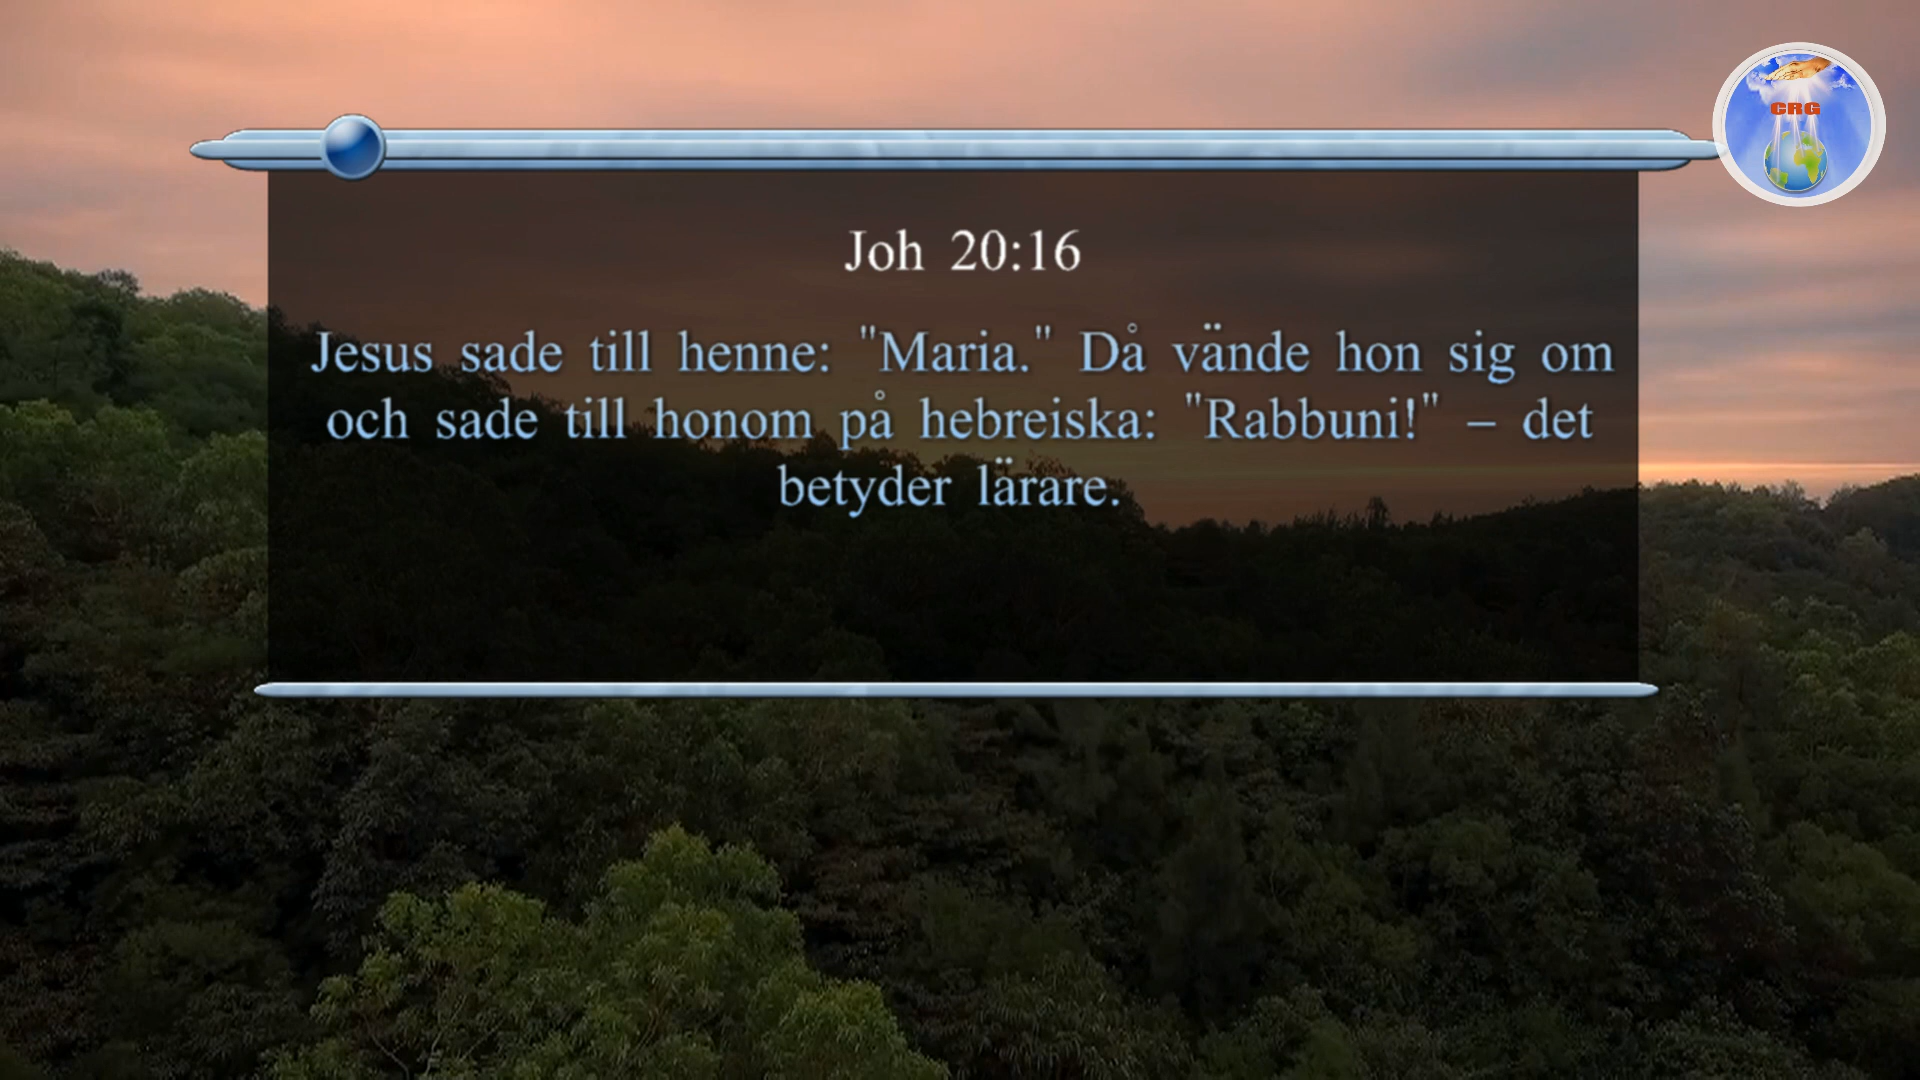 CRG
Joh 20:16
Jesus sade till henne: "Maria." Då vände hon sig om
och sade till honom på hebreiska: "Rabbuni!" – det
betyder lärare.